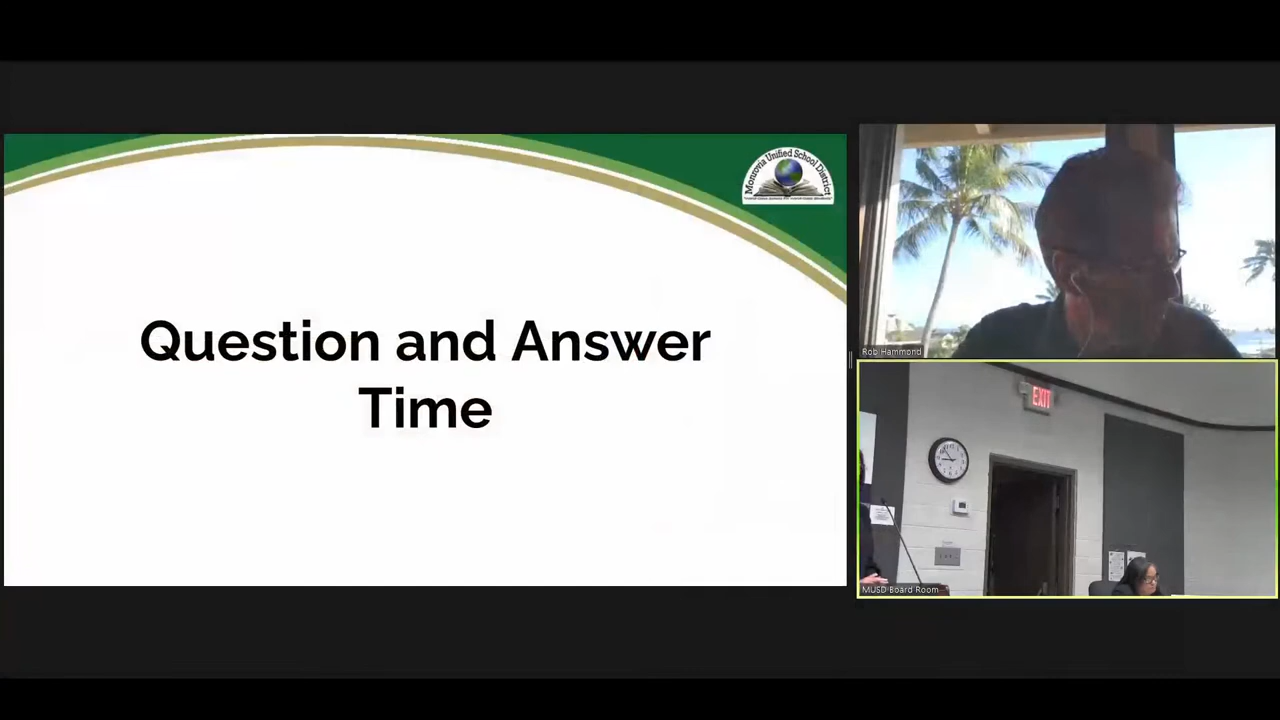 Monrovia Unified School District
Question and Answer
Time
Rob Hammond
EXIT
MUSD Board Room